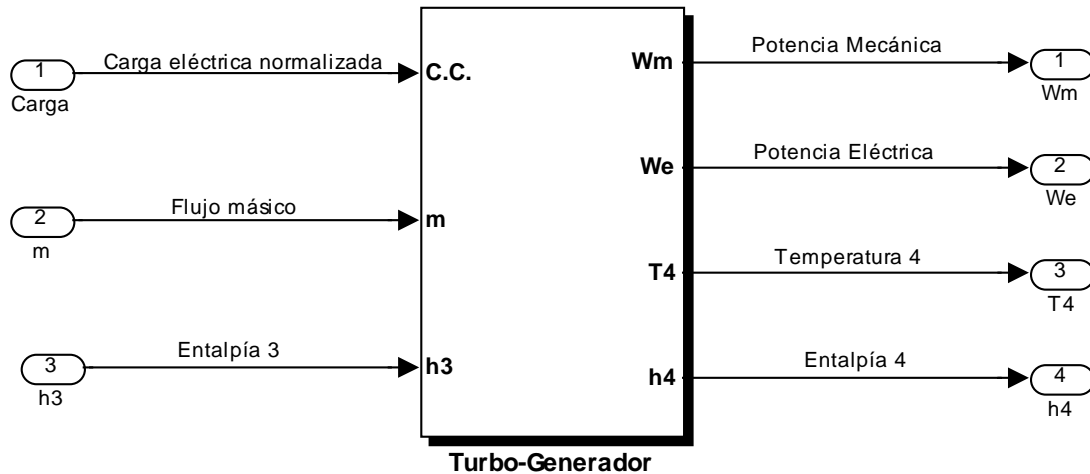 1
Carga eléctrica normalizada
C.C.
Carga
Wm
Potencia Mecánica
1
Wm
We
Potencia Eléctrica
2
We
2
Flujo másico
m
m
T4
Temperatura 4
3
T4
3
Entalpía 3
h3
h3
h4
Entalpía 4
4
h4
Turbo-Generador